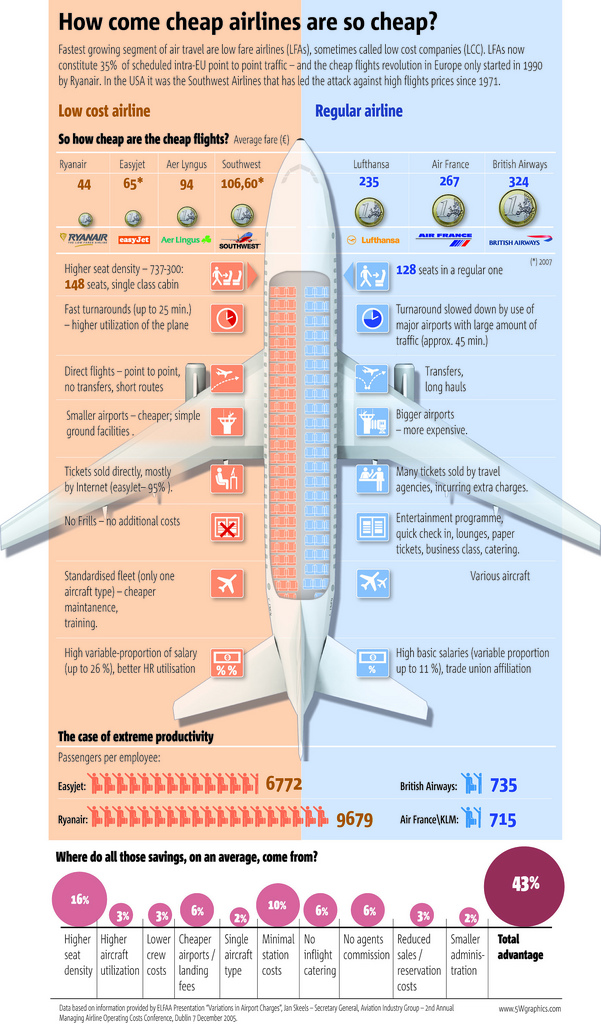 How come cheap airlines are so cheap?
Fastest growing segment of air travel are low fare airlines (LFAs), sometimes called low cost companies (LCC). LFAs now
constitute 35% of scheduled intra-EU point to point traffic – and the cheap flights revolution in Europe only started in 1990
by Ryanair. In the USA it was the Southwest Airlines that has led the attack against high flights prices since 1971.
Low cost airline
Regular airline
So how cheap are the cheap flights? Average fare (€)
Ryanair
Easyjet
Aer Lyngus
Southwest
Lufthansa
Air France
British Airways
44
65*
94
106,60*
235
267
324
RYANAIR
easyJet
Aer Lingus
SOUTHWEST
Lufthansa
AIR FRANCE
BRITISH AIRWAYS
(*) 2007
Higher seat density – 737-300:
148 seats, single class cabin
128 seats in a regular one
Fast turnarounds (up to 25 min.)
– higher utilization of the plane
Turnaround slowed down by use of
major airports with large amount of
traffic (approx. 45 min.)
Direct flights – point to point,
no transfers, short routes
Transfers,
long hauls
Smaller airports – cheaper; simple
ground facilities .
Bigger airports
– more expensive.
Tickets sold directly, mostly
by Internet (easyJet– 95% ).
Many tickets sold by travel
agencies, incurring extra charges.
No Frills – no additional costs
Entertainment programme,
quick check in, lounges, paper
tickets, business class, catering.
Standardised fleet (only one
aircraft type) – cheaper
maintanence,
training.
Various aircraft
High variable-proportion of salary
(up to 26 %), better HR utilisation
% %
%
High basic salaries (variable proportion
up to 11 %), trade union affiliation
The case of extreme productivity
Passengers per employee:
Easyjet: 6772
British Airways: 735
Ryanair: 9679
Air France\KLM: 715
Where do all those savings, on an average, come from?
16%
3%
3%
6%
2%
10%
6%
6%
3%
2%
43%
Higher
seat
density
Higher
aircraft
utilization
Lower
crew
costs
Cheaper
airports /
landing
fees
Single
aircraft
type
Minimal
station
costs
No
inflight
catering
No agents
commission
Reduced
sales /
reservation
costs
Smaller
adminis-
tration
Total
advantage
Data based on information provided by ELFAA Presentation "Variations in Airport Charges", Jan Skeels – Secretary General, Aviation Industry Group – 2nd Annual
Managing Airline Operating Costs Conference, Dublin 7 December 2005.
www.5Wgraphics.com